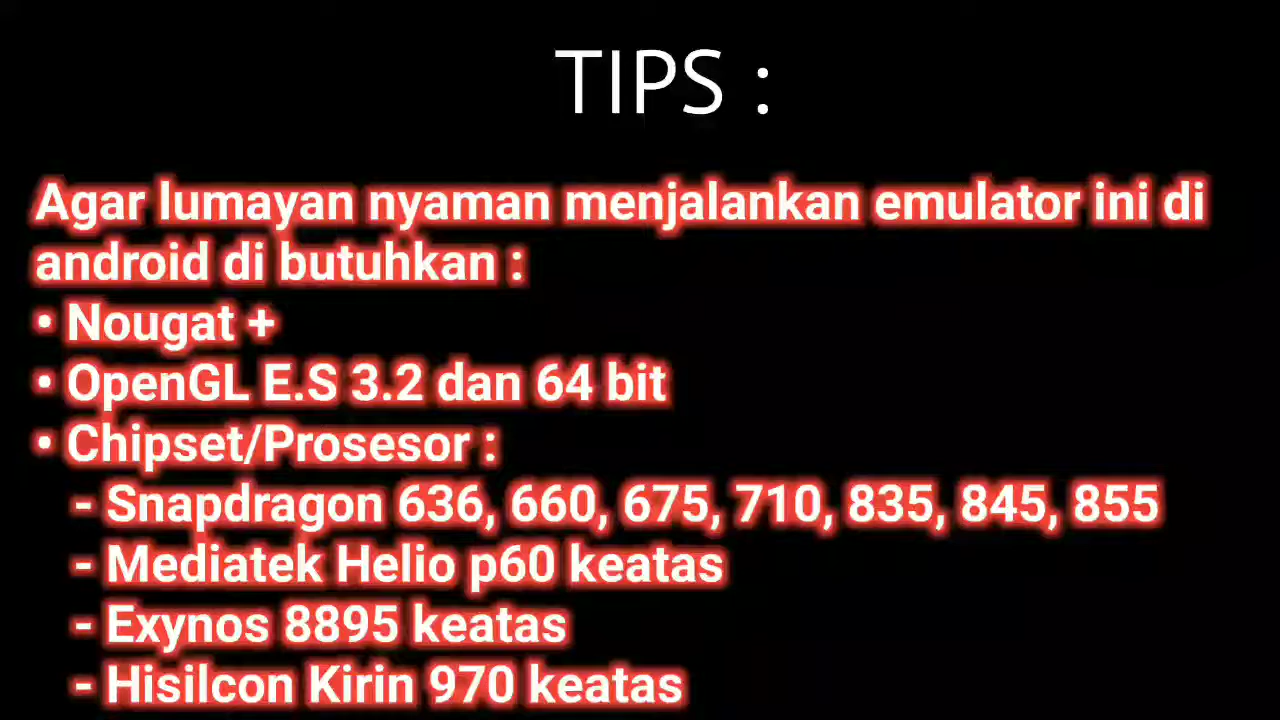 TIPS :
Agar lumayan nyaman menjalankan emulator ini di
android di butuhkan :
• Nougat +
• OpenGL E.S 3.2 dan 64 bit
• Chipset/Prosesor :
- Snapdragon 636, 660, 675, 710, 835, 845, 855
- Mediatek Helio p60 keatas
- Exynos 8895 keatas
- Hisilcon Kirin 970 keatas